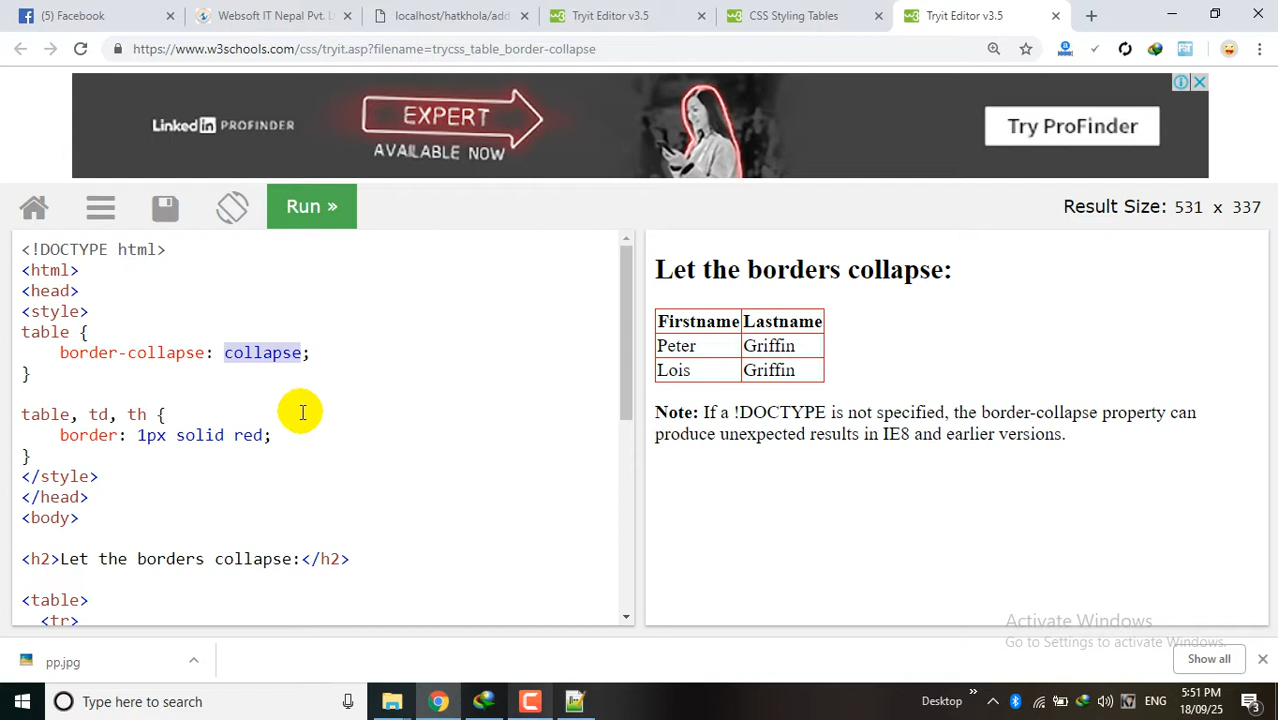 (5) Facebook
Websoft IT Nepal Pvt. L
localhost/hatkhola/add
Tryit Editor v3.5
CSS Styling Tables
Tryit Editor v3.5
https://www.w3schools.com/css/tryit.asp?filename=trycss_table_border-collapse
Linked in PROFINDER
EXPERT
AVAILABLE NOW
Try ProFinder
Run »
Result Size: 531 x 337
<!DOCTYPE html>
<html>
<head>
<style>
table {
border-collapse: collapse;
}
table, td, th {
border: 1px solid red;
}
</style>
</head>
<body>
<h2>Let the borders collapse:</h2>
<table>
<tr>
Let the borders collapse:
Firstname Lastname
Peter Griffin
Lois Griffin
Note: If a !DOCTYPE is not specified, the border-collapse property can
produce unexpected results in IE8 and earlier versions.
Activate Windows
Go to Settings to activate Windows.
pp.jpg
Show all
Type here to search
Desktop
ENG
5:51 PM
18/09/25
3